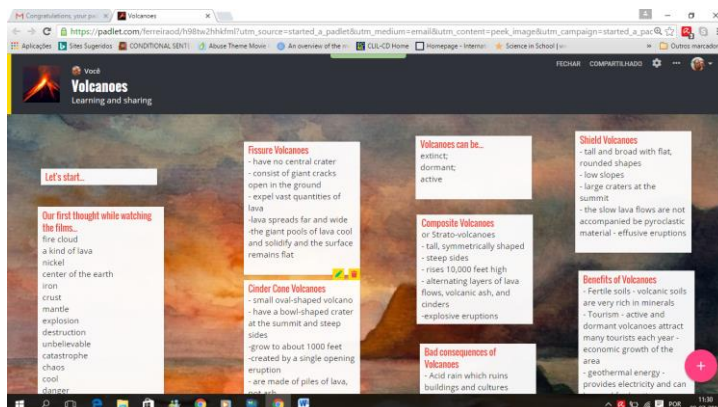 Congratulations, your pa
Volcanoes
https://padlet.com/ferreiraod/h98tw2hhkfml?utm_source=started_a_padlet&utm_medium=email&utm_content=peek_image&utm_campaign=started_a_pac
Aplicações
Sites Sugeridos
CONDITIONAL SENT
Abuse Theme Movie
An overview of the m
CLIL-CD Home
Homepage - Internat
Science in School |
»
Outros marcador
Você
Volcanoes
Learning and sharing
FECHAR
COMPARTILHADO
Let's start...
Our first thought while watching
the films...
fire cloud
a kind of lava
nickel
center of the earth
iron
crust
mantle
explosion
destruction
unbelievable
catastrophe
chaos
cool
danger
Fissure Volcanoes
- have no central crater
- consist of giant cracks
open in the ground
- expel vast quantities of
lava
-lava spreads far and wide
-the giant pools of lava cool
and solidify and the surface
remains flat
Cinder Cone Volcanoes
- small oval-shaped volcano
- have a bowl-shaped crater
at the summit and steep
sides
-grow to about 1000 feet
-created by a single opening
eruption
- are made of piles of lava,
not ash
Volcanoes can be...
extinct;
dormant;
active
Composite Volcanoes
or Strato-volcanoes
- tall, symmetrically shaped
- steep sides
- rises 10,000 feet high
- alternating layers of lava
flows, volcanic ash, and
cinders
-explosive eruptions
Bad consequences of
Volcanoes
- Acid rain which ruins
buildings and cultures
Shield Volcanoes
- tall and broad with flat,
rounded shapes
- low slopes
- large craters at the
summit
- the slow lava flows are not
accompanied be pyroclastic
material - effusive eruptions
Benefits of Volcanoes
- Fertile soils - volcanic soils
are very rich in minerals
- Tourism - active and
dormant volcanoes attract
many tourists each year -
economic growth of the
area
- geothermal energy -
provides electricity and can
POR
11:30